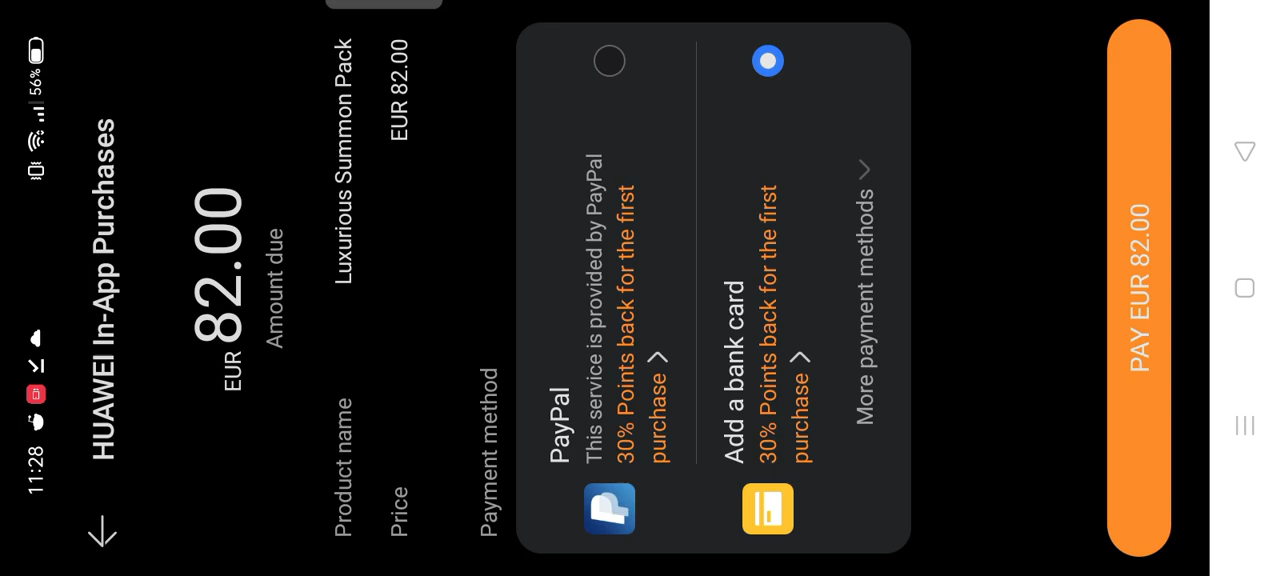 11:28
56%
HUAWEI In-App Purchases
EUR 82.00
Amount due
Product name Luxurious Summon Pack
Price EUR 82.00
Payment method
PayPal
This service is provided by PayPal
30% Points back for the first
purchase
Add a bank card
30% Points back for the first
purchase
More payment methods
PAY EUR 82.00